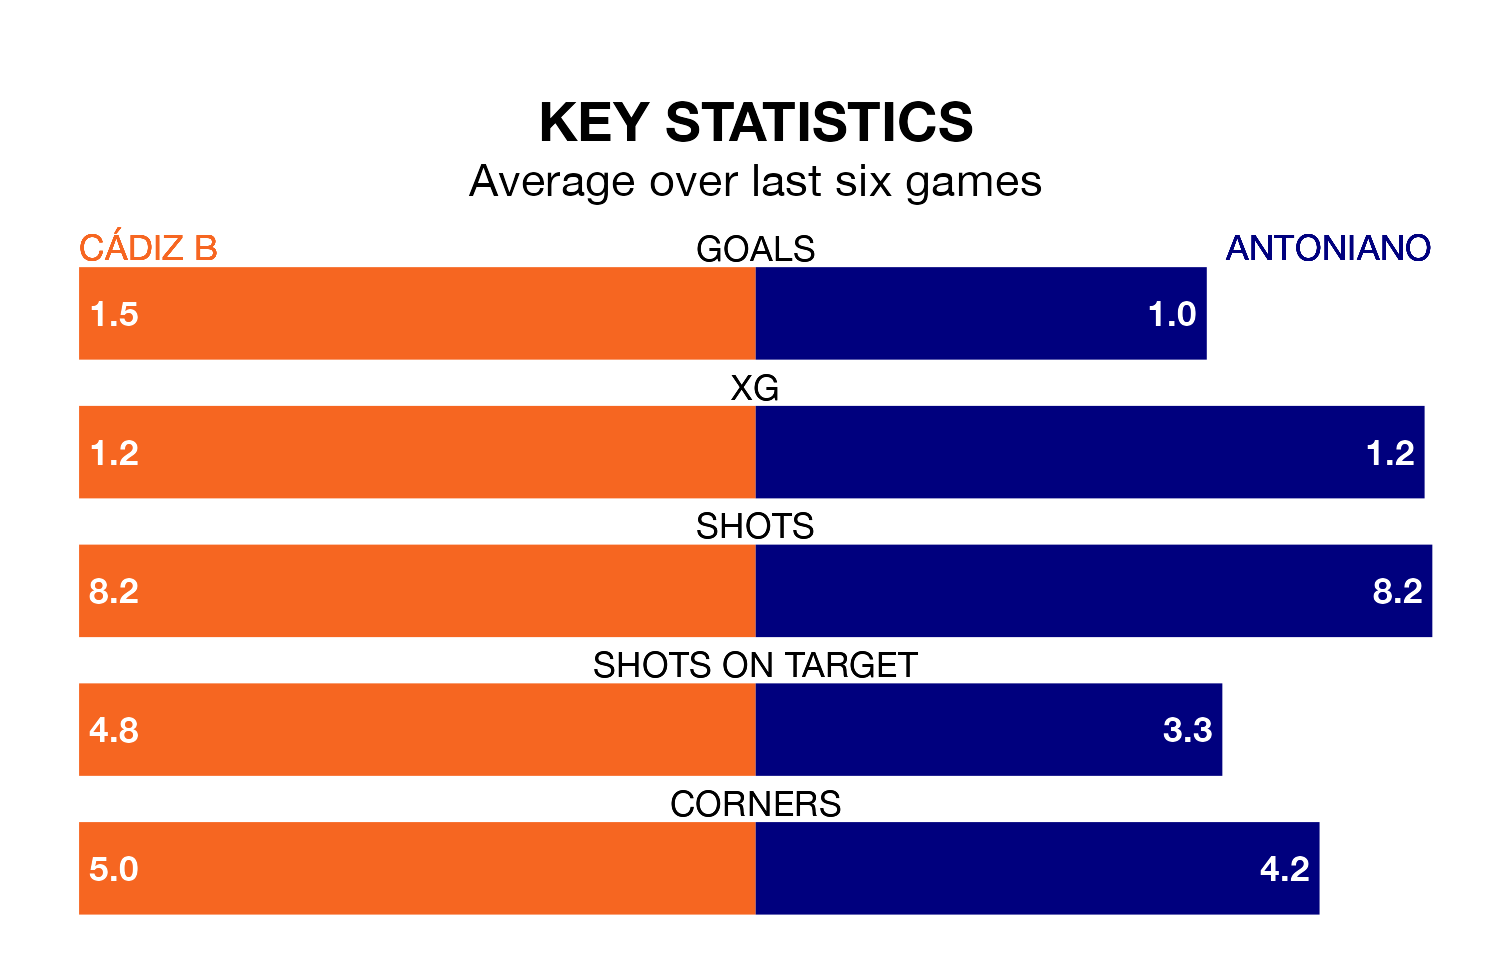 KEY STATISTICS
Average over last six games
CÁDIZ B GOALS ANTONIANO
1.5 1.0
XG
1.2 1.2
SHOTS
8.2 8.2
SHOTS ON TARGET
4.8 3.3
CORNERS
5.0 4.2